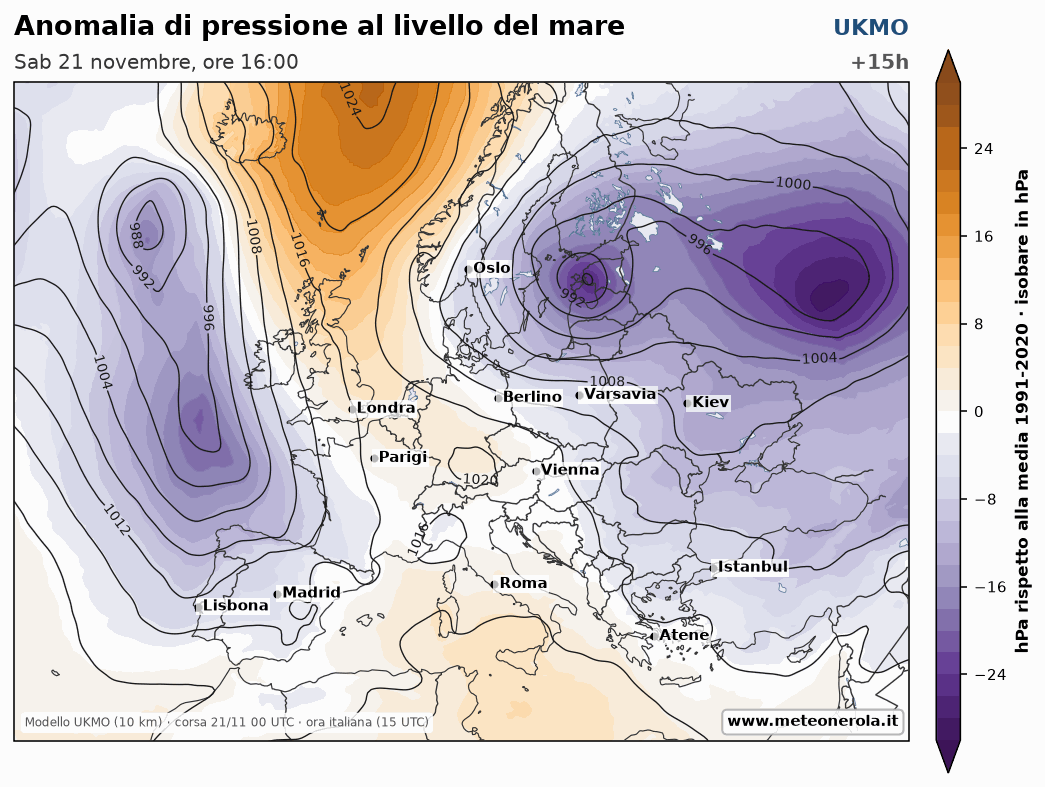 Anomalia di pressione al livello del mare
UKMO
Sab 21 novembre, ore 16:00
+15h
1024
1000
988
1008
1016
996
992
Oslo
996
992
1004
1004
1008
Berlino
Varsavia
Kiev
Londra
Parigi
Vienna
1020
1012
1016
Istanbul
Roma
Madrid
Lisbona
Atene
Modello UKMO (10 km) · corsa 21/11 00 UTC · ora italiana (15 UTC)
www.meteonerola.it
24
16
8
0
−8
−16
−24
hPa rispetto alla media 1991-2020 · isobare in hPa